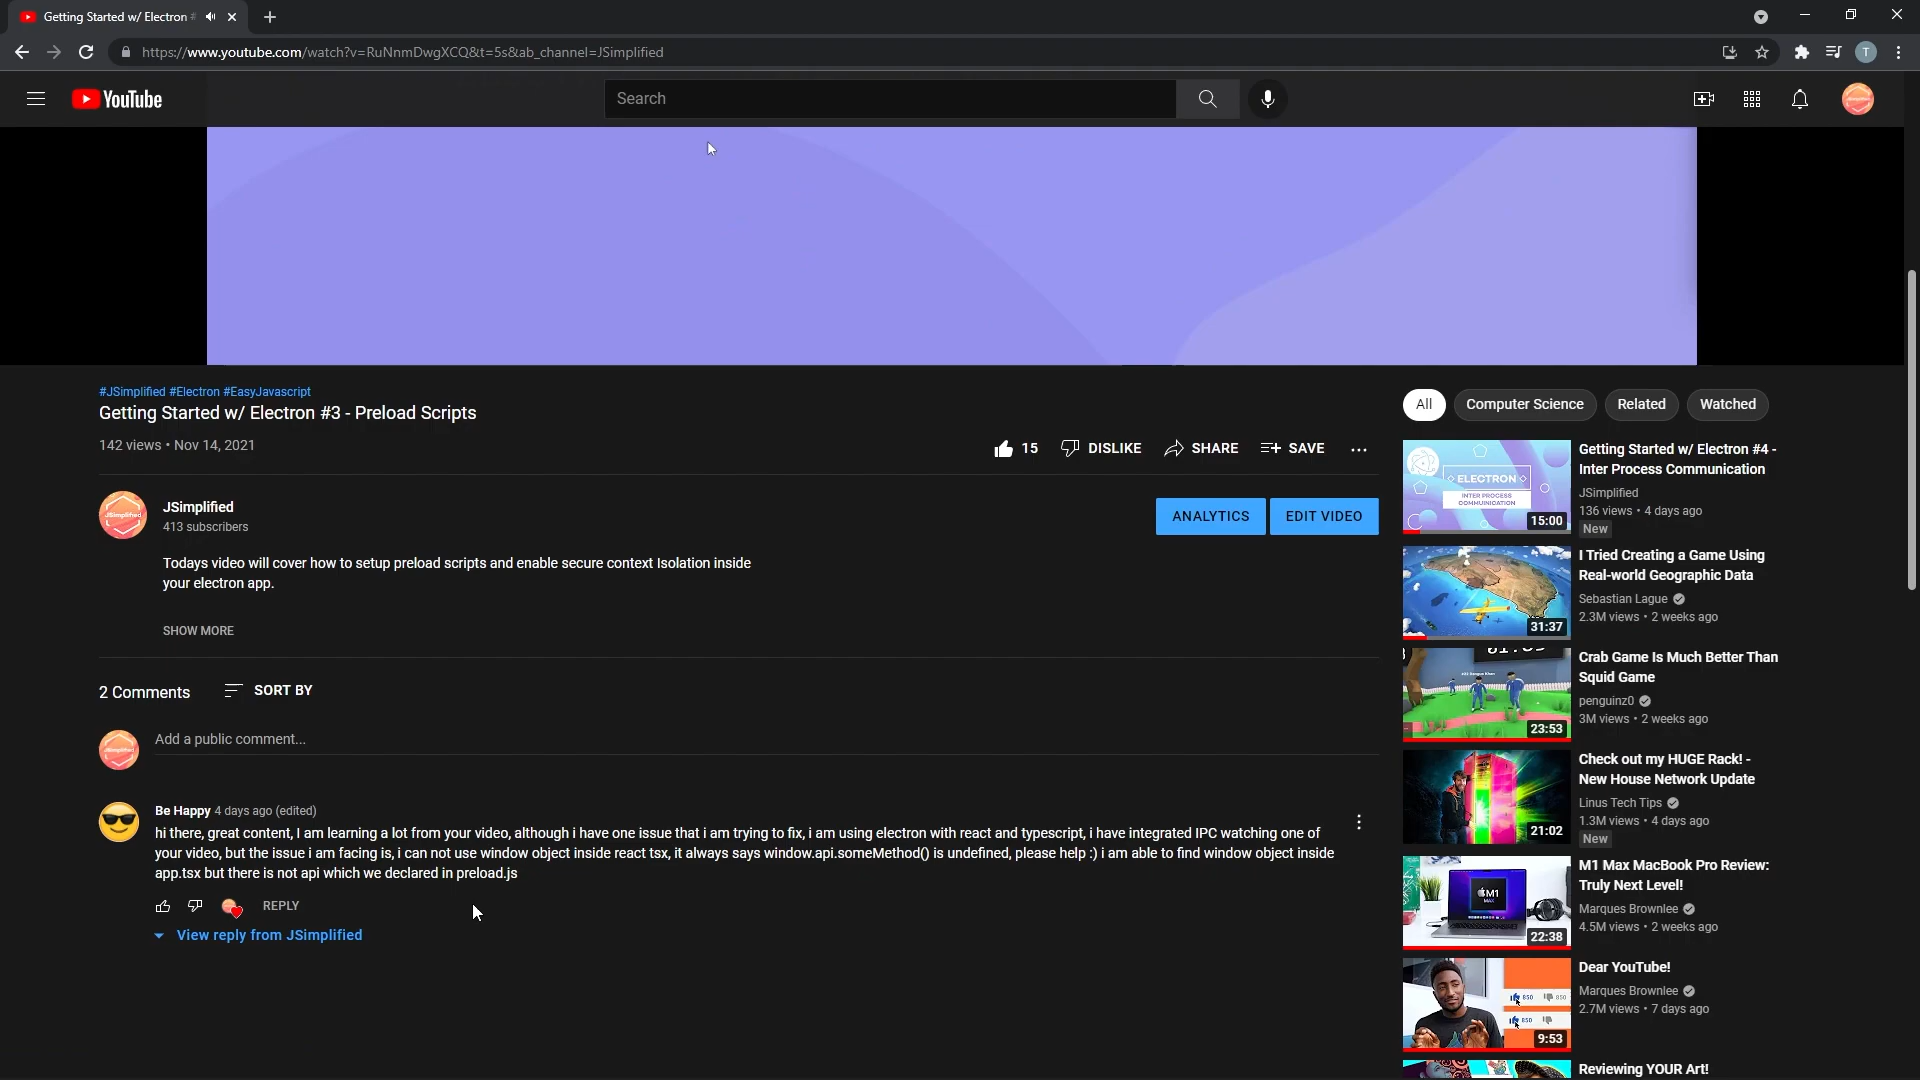 Getting Started w/ Electron
https://www.youtube.com/watch?v=RuNnmDwgXCQ&t=5s&ab_channel=JSimplified
T
YouTube
Search
#JSimplified #Electron #EasyJavascript
Getting Started w/ Electron #3 - Preload Scripts
142 views • Nov 14, 2021
15
DISLIKE
SHARE
SAVE
JSimplified
413 subscribers
ANALYTICS
EDIT VIDEO
Todays video will cover how to setup preload scripts and enable secure context Isolation inside
your electron app.
SHOW MORE
2 Comments
SORT BY
Add a public comment...
Be Happy 4 days ago (edited)
hi there, great content, I am learning a lot from your video, although i have one issue that i am trying to fix, i am using electron with react and typescript, i have integrated IPC watching one of
your video, but the issue i am facing is, i can not use window object inside react tsx, it always says window.api.someMethod() is undefined, please help :) i am able to find window object inside
app.tsx but there is not api which we declared in preload.js
REPLY
View reply from JSimplified
All
Computer Science
Related
Watched
ELECTRON
INTER PROCESS
COMMUNICATION
15:00
Getting Started w/ Electron #4 -
Inter Process Communication
JSimplified
136 views • 4 days ago
New
31:37
I Tried Creating a Game Using
Real-world Geographic Data
Sebastian Lague
2.3M views • 2 weeks ago
23:53
Crab Game Is Much Better Than
Squid Game
penguinz0
3M views • 2 weeks ago
21:02
Check out my HUGE Rack! -
New House Network Update
Linus Tech Tips
1.3M views • 4 days ago
New
M1
MAX
22:38
M1 Max MacBook Pro Review:
Truly Next Level!
Marques Brownlee
4.5M views • 2 weeks ago
850
850
850
9:53
Dear YouTube!
Marques Brownlee
2.7M views • 7 days ago
Reviewing YOUR Art!